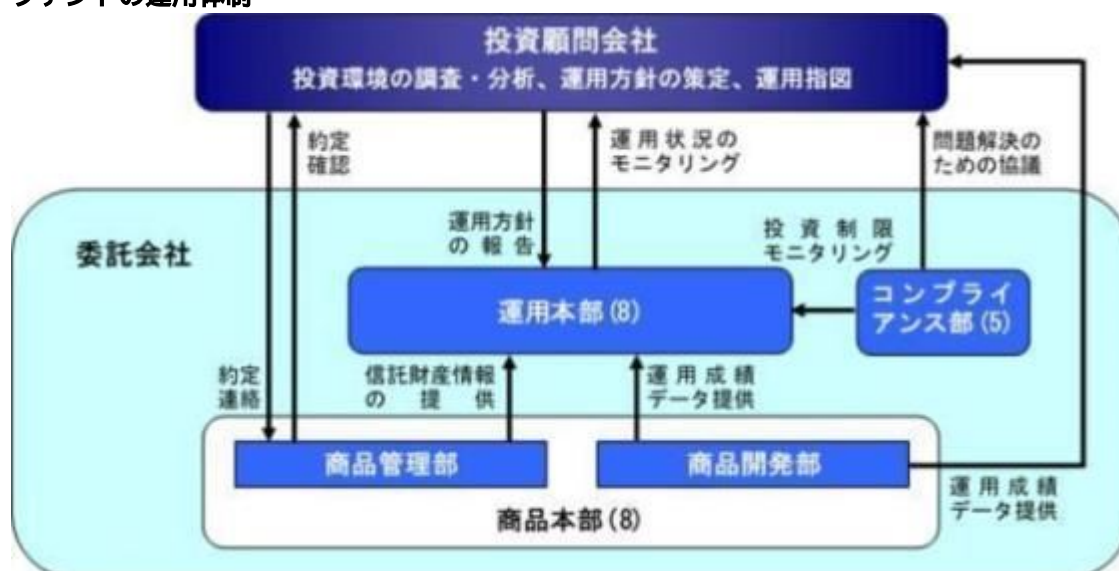 ファンドの運用体制
投資顧問会社
投資環境の調査・分析、運用方針の策定、運用指図
約定
確認
運用状況の
モニタリング
問題解決の
ための協議
運用方針
の報告
投資制限
モニタリング
委託会社
運用本部(8)
コンプライ
アンス部(5)
約定
連絡
信託財産情報
の提供
運用成績
データ提供
商品管理部
商品開発部
運用成績
データ提供
商品本部(8)